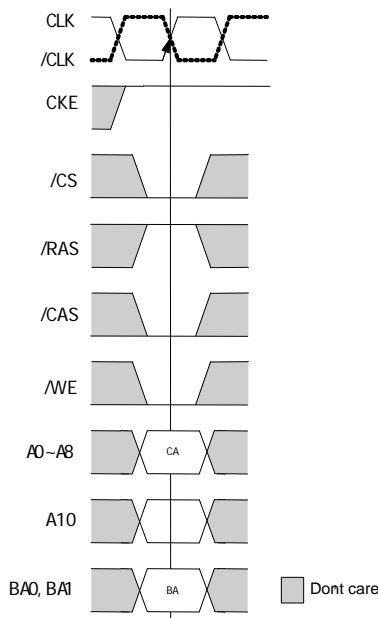 CLK
/CLK
CKE
/CS
/RAS
/CAS
/WE
A0~A8
CA
A10
BA0, BA1
BA
Dont care